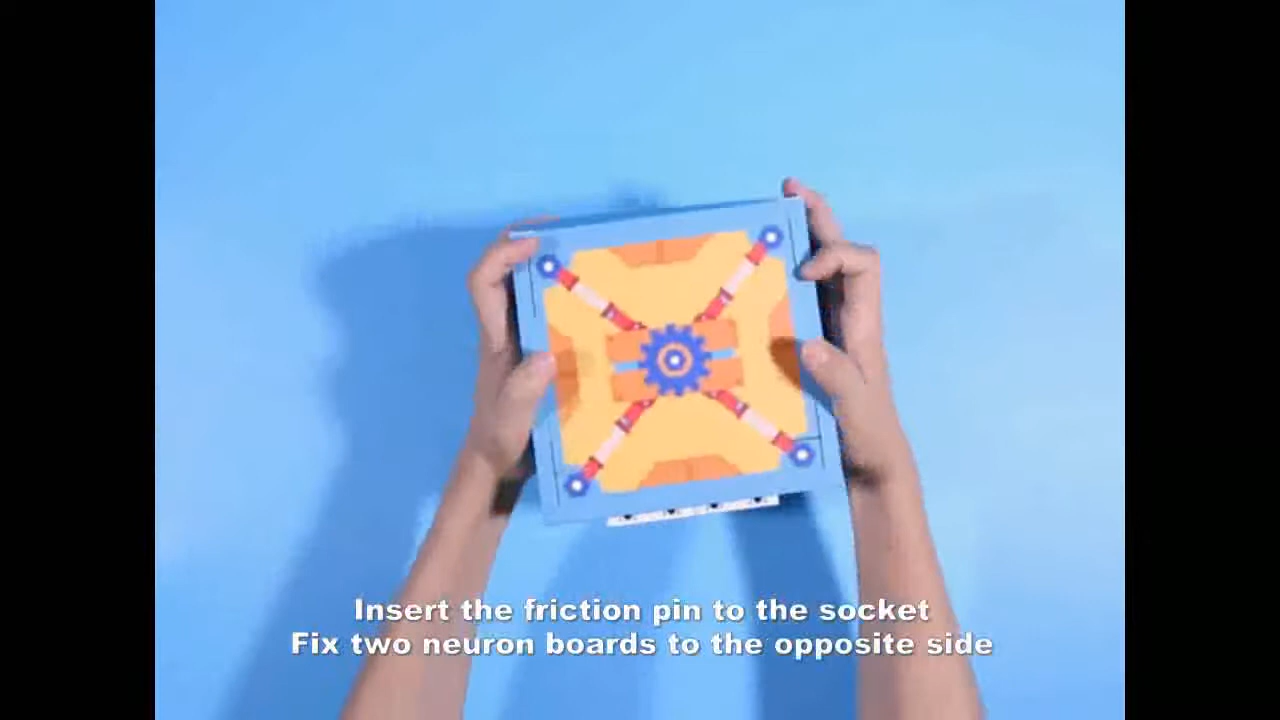 Insert the friction pin to the socket
Fix two neuron boards to the opposite side